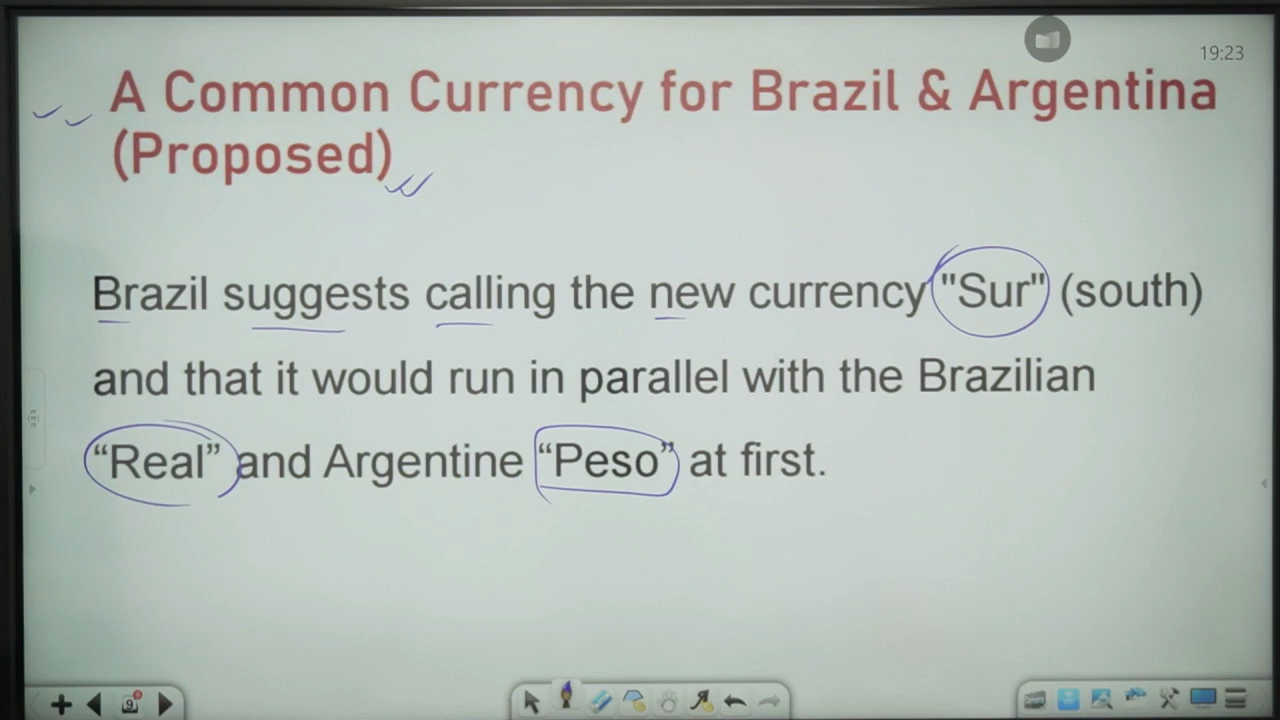 19:23
A Common Currency for Brazil & Argentina
(Proposed)
Brazil suggests calling the new currency "Sur" (south)
and that it would run in parallel with the Brazilian
“Real” and Argentine “Peso” at first.
9